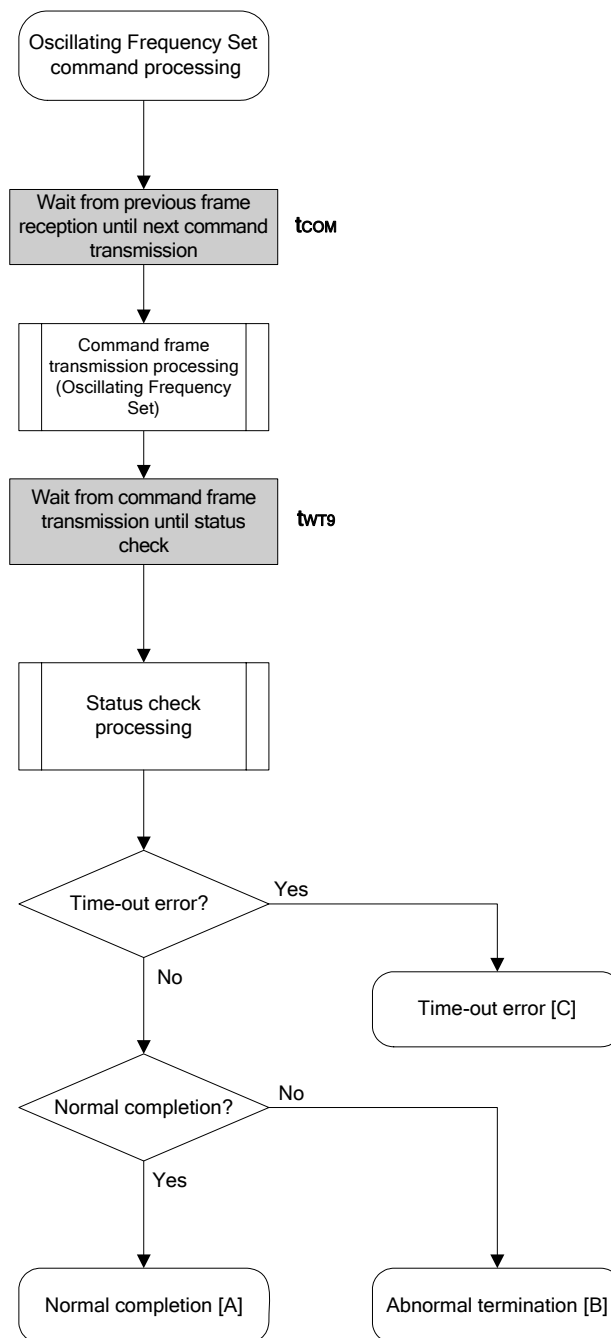 Oscillating Frequency Set
command processing
Wait from previous frame
reception until next command
transmission
tCOM
Command frame
transmission processing
(Oscillating Frequency
Set)
Wait from command frame
transmission until status
check
tWT9
Status check
processing
Time-out error?
Yes
No
Time-out error [C]
Normal completion?
No
Yes
Normal completion [A]
Abnormal termination [B]